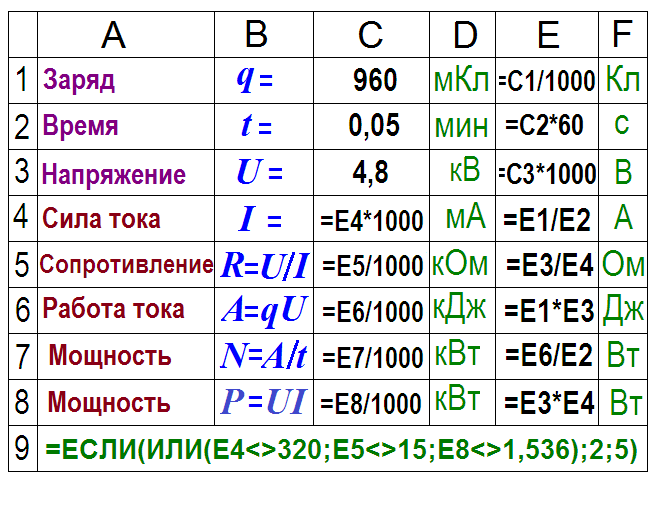 A B C D E F
1 Заряд q = 960 мКл =C1/1000 Кл
2 Время t = 0,05 мин =C2*60 с
3 Напряжение U = 4,8 кВ =C3*1000 В
4 Сила тока I = =E4*1000 мА =E1/E2 А
5 Сопротивление R=U/I =E5/1000 кОм =E3/E4 Ом
6 Работа тока A=qU =E6/1000 кДж =E1*E3 Дж
7 Мощность N=A/t =E7/1000 кВт =E6/E2 Вт
8 Мощность P=UI =E8/1000 кВт =E3*E4 Вт
9 =ЕСЛИ(ИЛИ(E4<>320;E5<>15;E8<>1,536);2;5)